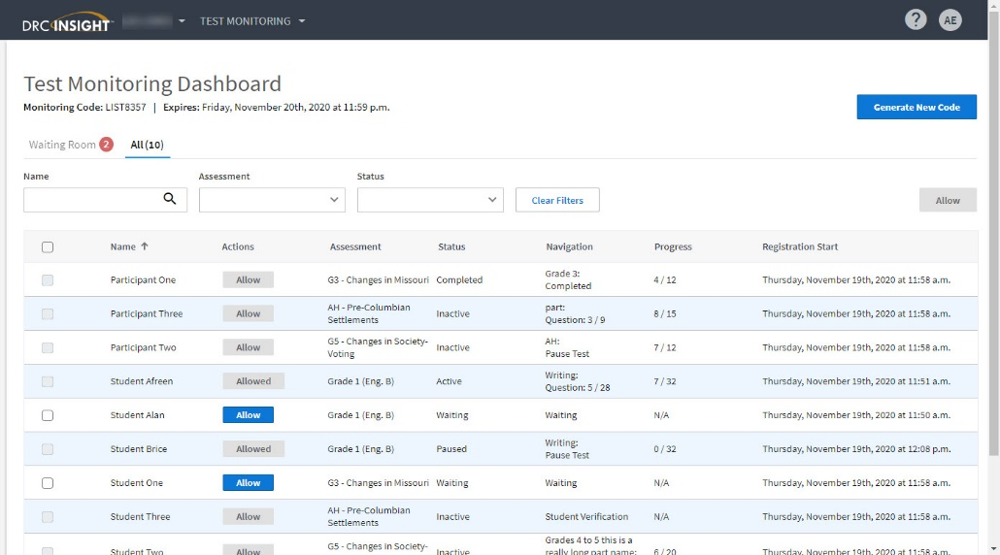 DRC INSIGHT TEST MONITORING ? AE
Test Monitoring Dashboard
Monitoring Code: LIST8357 | Expires: Friday, November 20th, 2020 at 11:59 p.m.
Generate New Code
Waiting Room 2 All (10)
Name Assessment Status
Clear Filters Allow
Name Actions Assessment Status Navigation Progress Registration Start
Participant One Allow G3 - Changes in Missouri Completed Grade 3: 4 / 12 Thursday, November 19th, 2020 at 11:58 a.m.
Completed
Participant Three Allow AH - Pre-Columbian Inactive part: 8 / 15 Thursday, November 19th, 2020 at 11:58 a.m.
Settlements Question: 3 / 9
Participant Two Allow G5 - Changes in Society- Inactive AH: 7 / 12 Thursday, November 19th, 2020 at 11:58 a.m.
Voting Pause Test
Student Afreen Allowed Grade 1 (Eng. B) Active Writing: 7 / 32 Thursday, November 19th, 2020 at 11:51 a.m.
Question: 5 / 28
Student Alan Allow Grade 1 (Eng. B) Waiting Waiting N/A Thursday, November 19th, 2020 at 11:50 a.m.
Student Brice Allowed Grade 1 (Eng. B) Paused Writing: 0 / 32 Thursday, November 19th, 2020 at 12:08 p.m.
Pause Test
Student One Allow G3 - Changes in Missouri Waiting Waiting N/A Thursday, November 19th, 2020 at 11:58 a.m.
Student Three Allow AH - Pre-Columbian Inactive Student Verification N/A Thursday, November 19th, 2020 at 11:58 a.m.
Settlements
Student Two Allow G5 - Changes in Society- Inactive Grades 4 to 5 this is a 6 / 20 Thursday, November 19th, 2020 at 11:58 a.m.
really long part name: